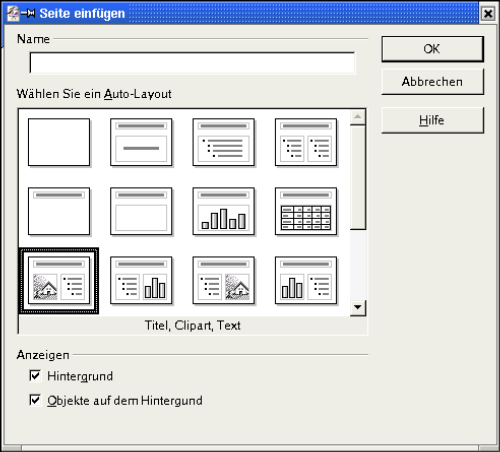 Seite einfügen
Name
OK
Wählen Sie ein Auto-Layout
Abbrechen
Hilfe
Titel, Clipart, Text
Anzeigen
Hintergrund
Objekte auf dem Hintergund